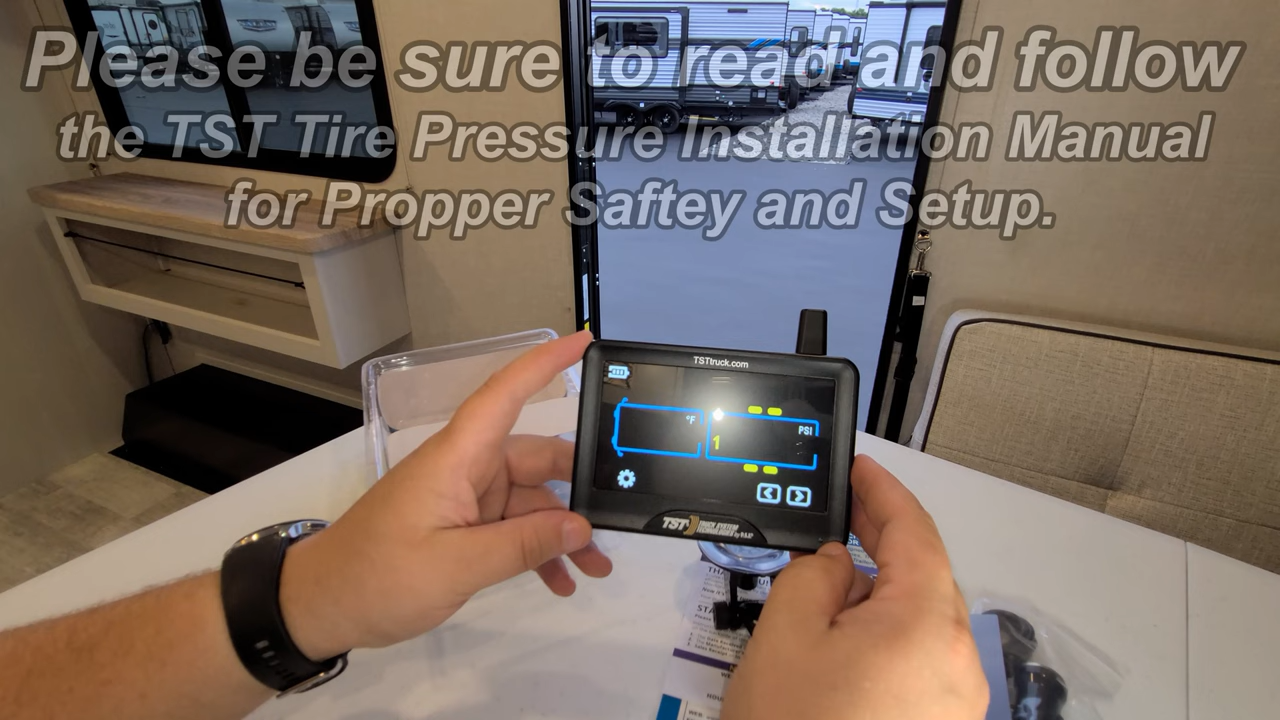 Please be sure to read and follow
the TST Tire Pressure Installation Manual
for Propper Saftey and Setup.
TSTtruck.com
°F
PSI
1
TST
TRUCK SYSTEM
TECHNOLOGIES